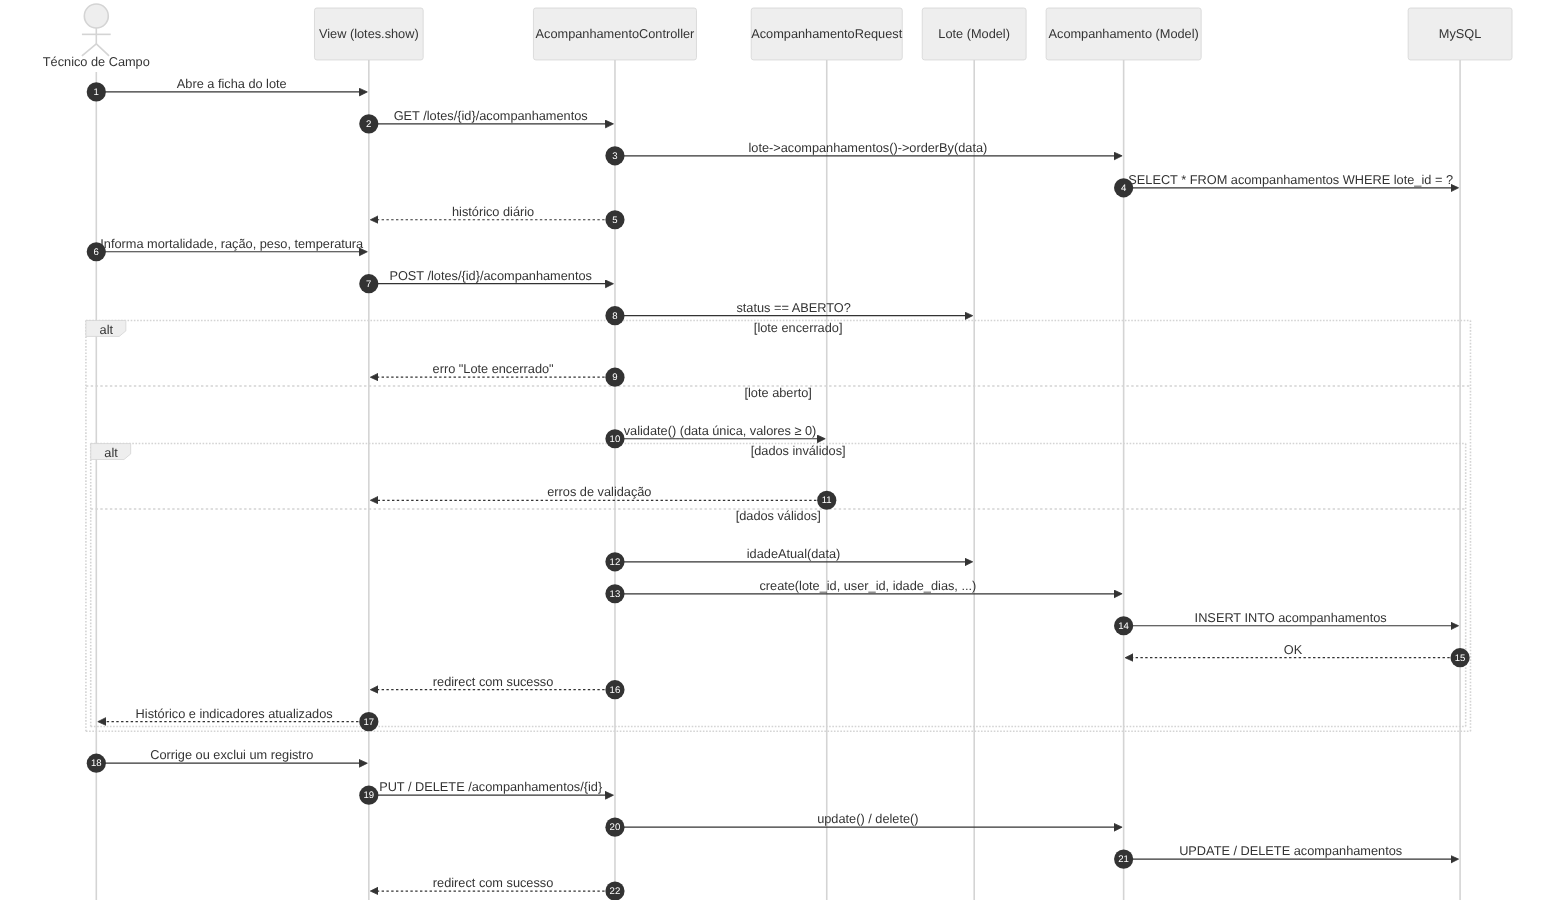 Técnico de Campo
View (lotes.show)
AcompanhamentoController
AcompanhamentoRequest
Lote (Model)
Acompanhamento (Model)
MySQL
1 Abre a ficha do lote
2 GET /lotes/{id}/acompanhamentos
3 lote->acompanhamentos()->orderBy(data)
4 SELECT * FROM acompanhamentos WHERE lote_id = ?
histórico diário 5
6 Informa mortalidade, ração, peso, temperatura
7 POST /lotes/{id}/acompanhamentos
8 status == ABERTO?
alt [lote encerrado]
erro "Lote encerrado" 9
[lote aberto]
10 validate() (data única, valores ≥ 0)
alt [dados inválidos]
erros de validação 11
[dados válidos]
12 idadeAtual(data)
13 create(lote_id, user_id, idade_dias, ...)
14 INSERT INTO acompanhamentos
OK 15
redirect com sucesso 16
Histórico e indicadores atualizados 17
18 Corrige ou exclui um registro
19 PUT / DELETE /acompanhamentos/{id}
20 update() / delete()
21 UPDATE / DELETE acompanhamentos
redirect com sucesso 22